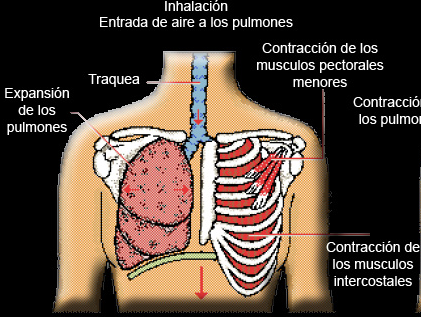 Inhalación
Entrada de aire a los pulmones
Contracción de los
musculos pectorales
menores
Traquea
Expansión
de los
pulmones
los
Contracción de
los musculos
intercostales